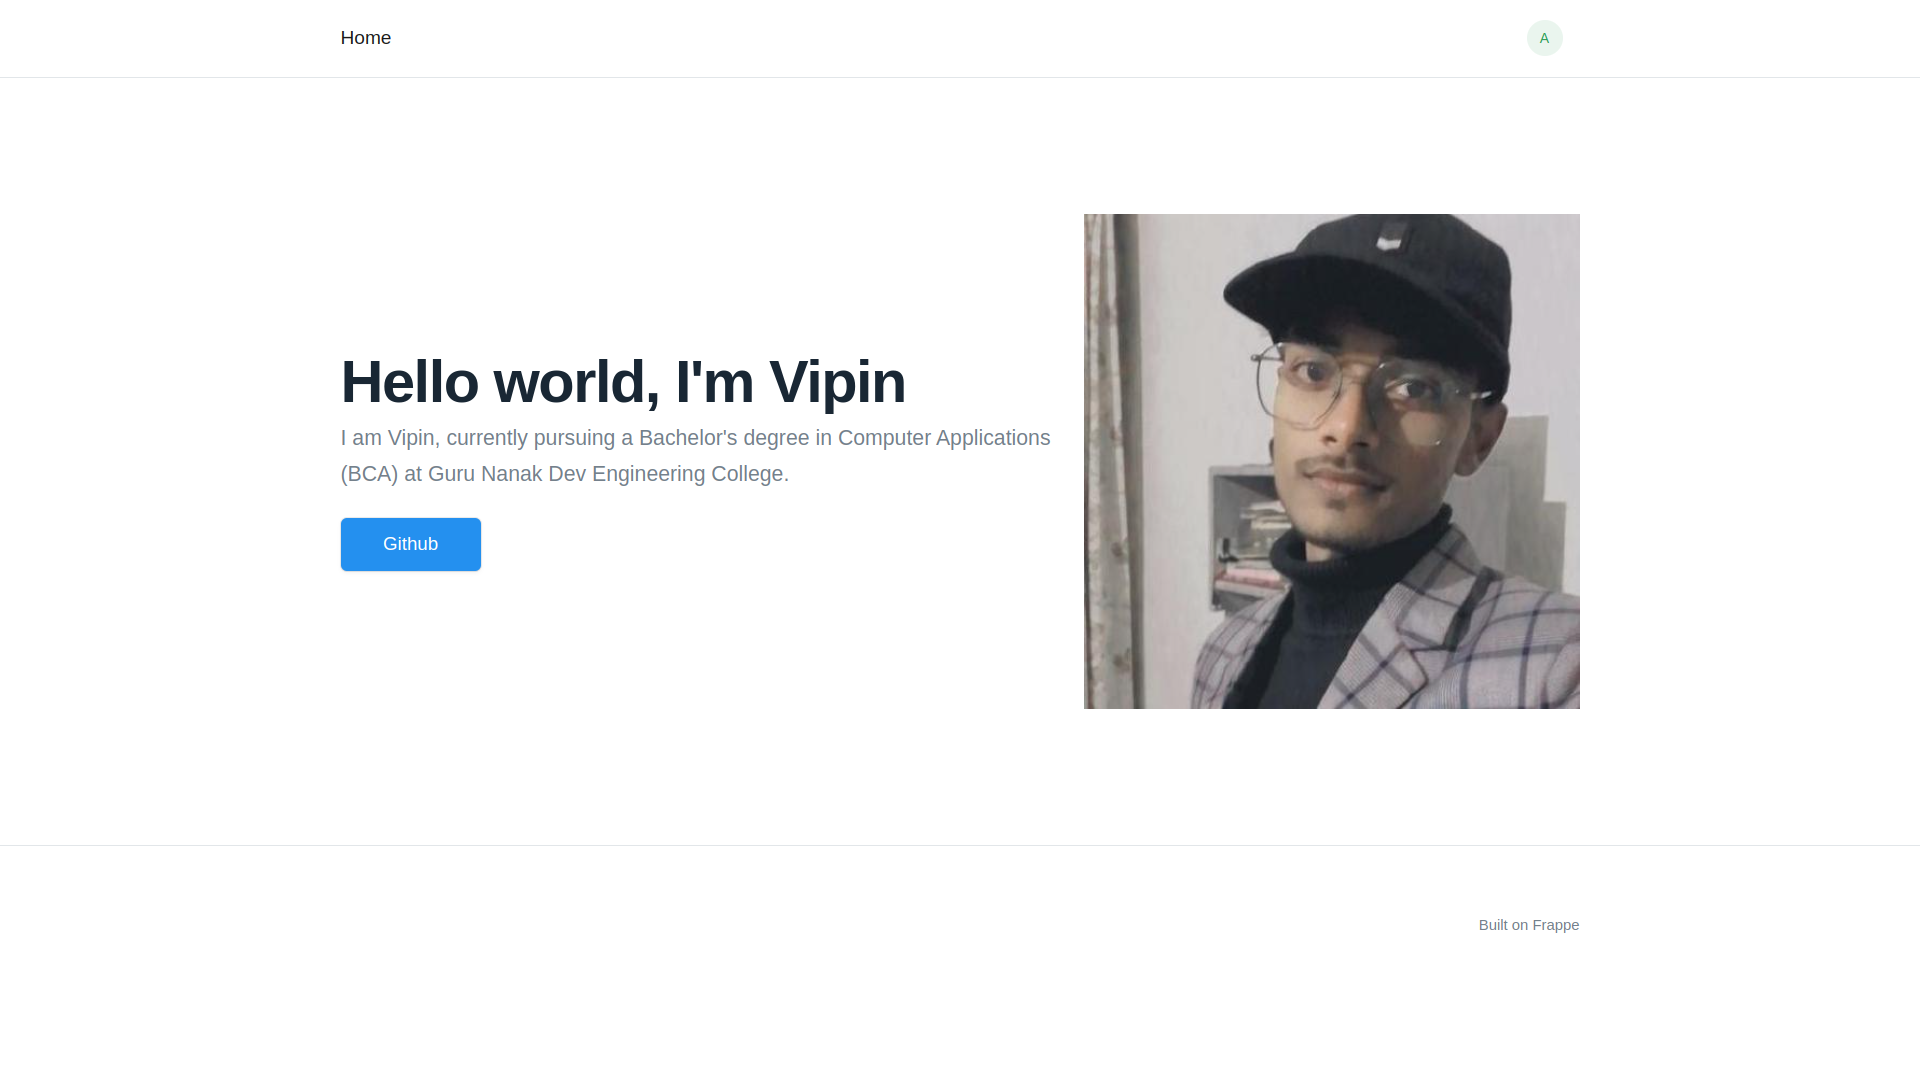 Home
A
Hello world, I'm Vipin
I am Vipin, currently pursuing a Bachelor's degree in Computer Applications
(BCA) at Guru Nanak Dev Engineering College.
Github
Built on Frappe